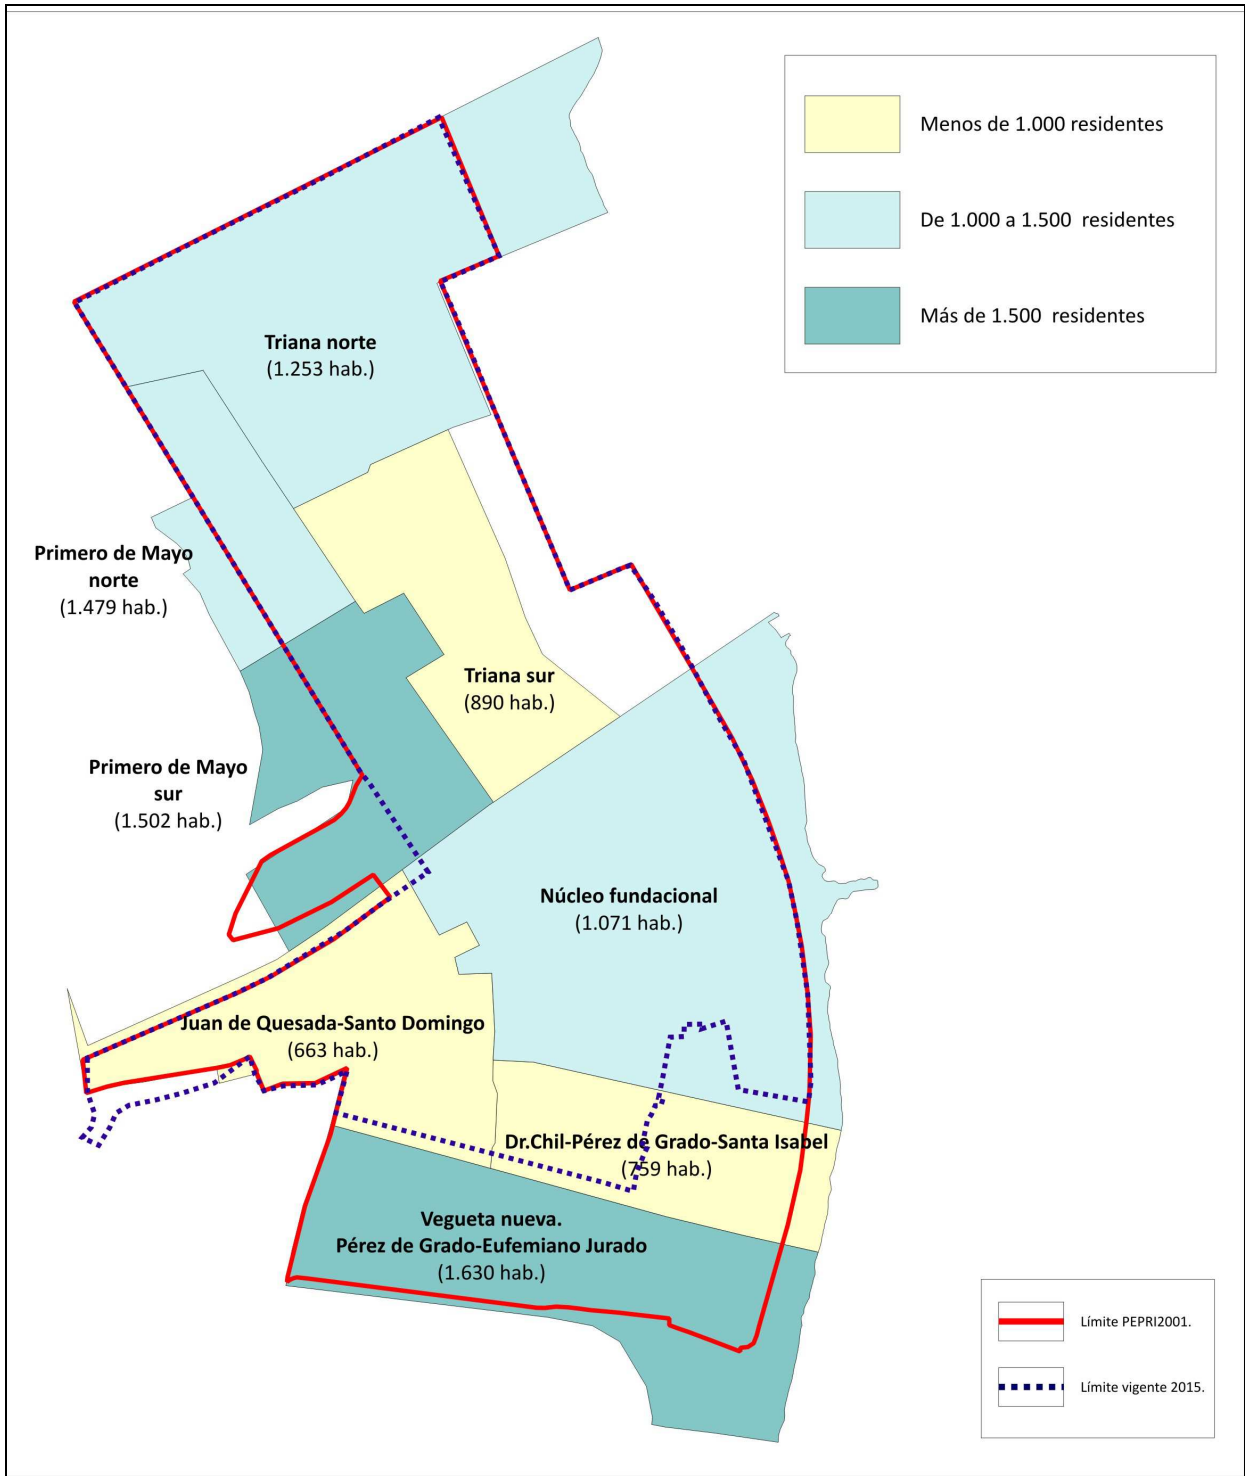 Menos de 1.000 residentes
De 1.000 a 1.500 residentes
Más de 1.500 residentes
Triana norte
(1.253 hab.)
Primero de Mayo
norte
(1.479 hab.)
Triana sur
(890 hab.)
Primero de Mayo
sur
(1.502 hab.)
Núcleo fundacional
(1.071 hab.)
Juan de Quesada-Santo Domingo
(663 hab.)
Dr.Chil-Pérez de Grado-Santa Isabel
(759 hab.)
Vegueta nueva.
Pérez de Grado-Eufemiano Jurado
(1.630 hab.)
Límite PEPRI2001.
Límite vigente 2015.